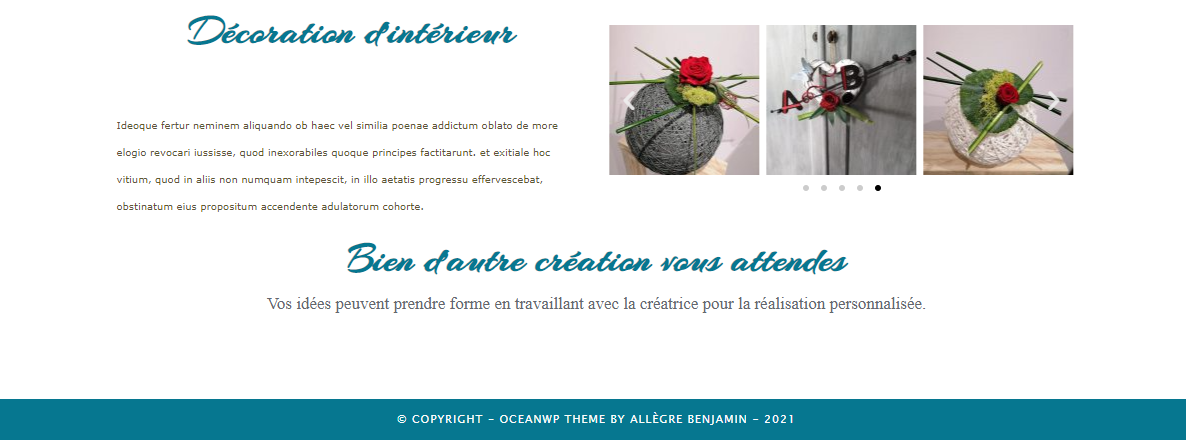 Décoration d'intérieur
Ideoque fertur neminem aliquando ob haec vel similia poenae addictum oblato de more
elogio revocari iussisse, quod inexorabiles quoque principes factitarunt. et exitiale hoc
vitium, quod in aliis non numquam intepescit, in illo aetatis progressu effervescebat,
obstinatum eius propositum accendente adulatorum cohorte.
A B
Bien d'autre création vous attendes
Vos idées peuvent prendre forme en travaillant avec la créatrice pour la réalisation personnalisée.
© COPYRIGHT - OCEANWP THEME BY ALLÈGRE BENJAMIN - 2021